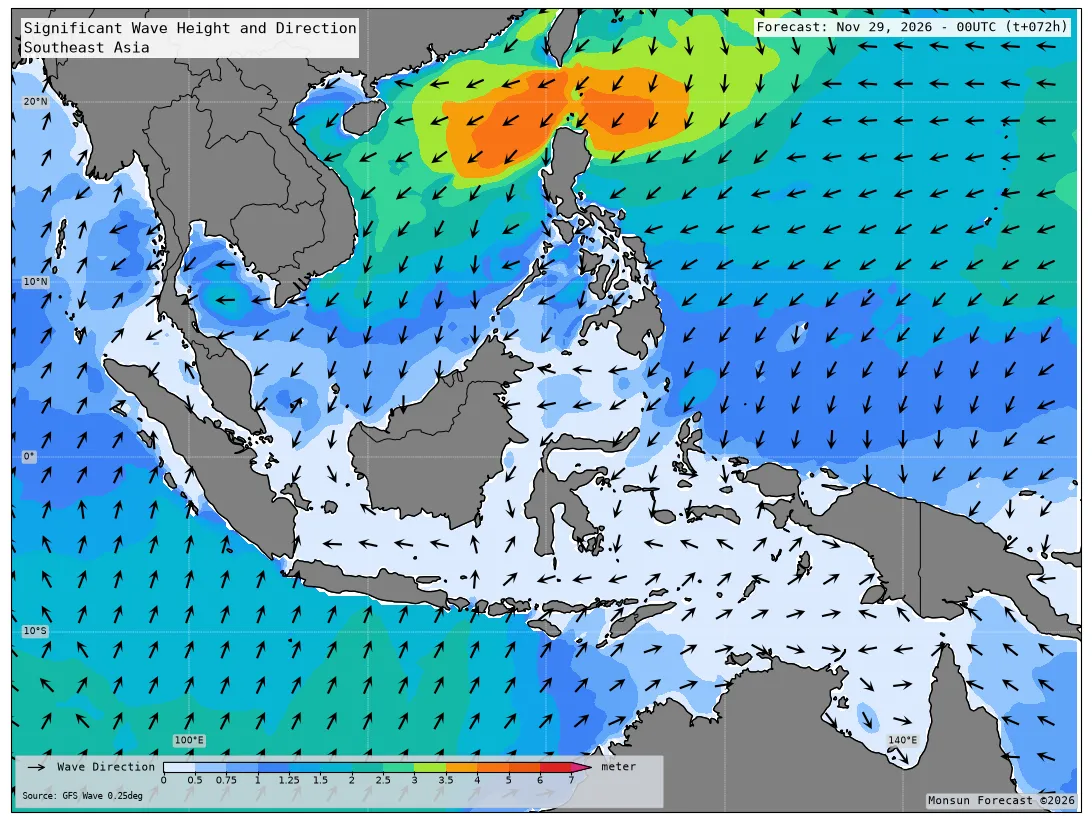 Significant Wave Height and Direction
Southeast Asia
Forecast: Nov 29, 2026 - 00UTC (t+072h)
20°N
10°N
0°
10°S
100°E
140°E
Wave Direction
0 0.5 0.75 1 1.25 1.5 2 2.5 3 3.5 4 5 6 7
meter
Source: GFS Wave 0.25deg
Monsun Forecast ©2026